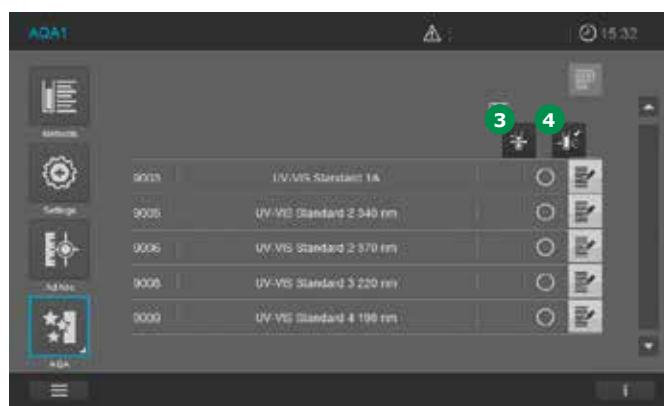 AQA1
15:32
3 4
Methods
9003 UV-VIS Standard 1A
Settings
9005 UV-VIS Standard 2 340 nm
9006 UV-VIS Standard 2 370 nm
Ad hoc
9008 UV-VIS Standard 3 220 nm
9009 UV-VIS Standard 4 198 nm
AQA
i